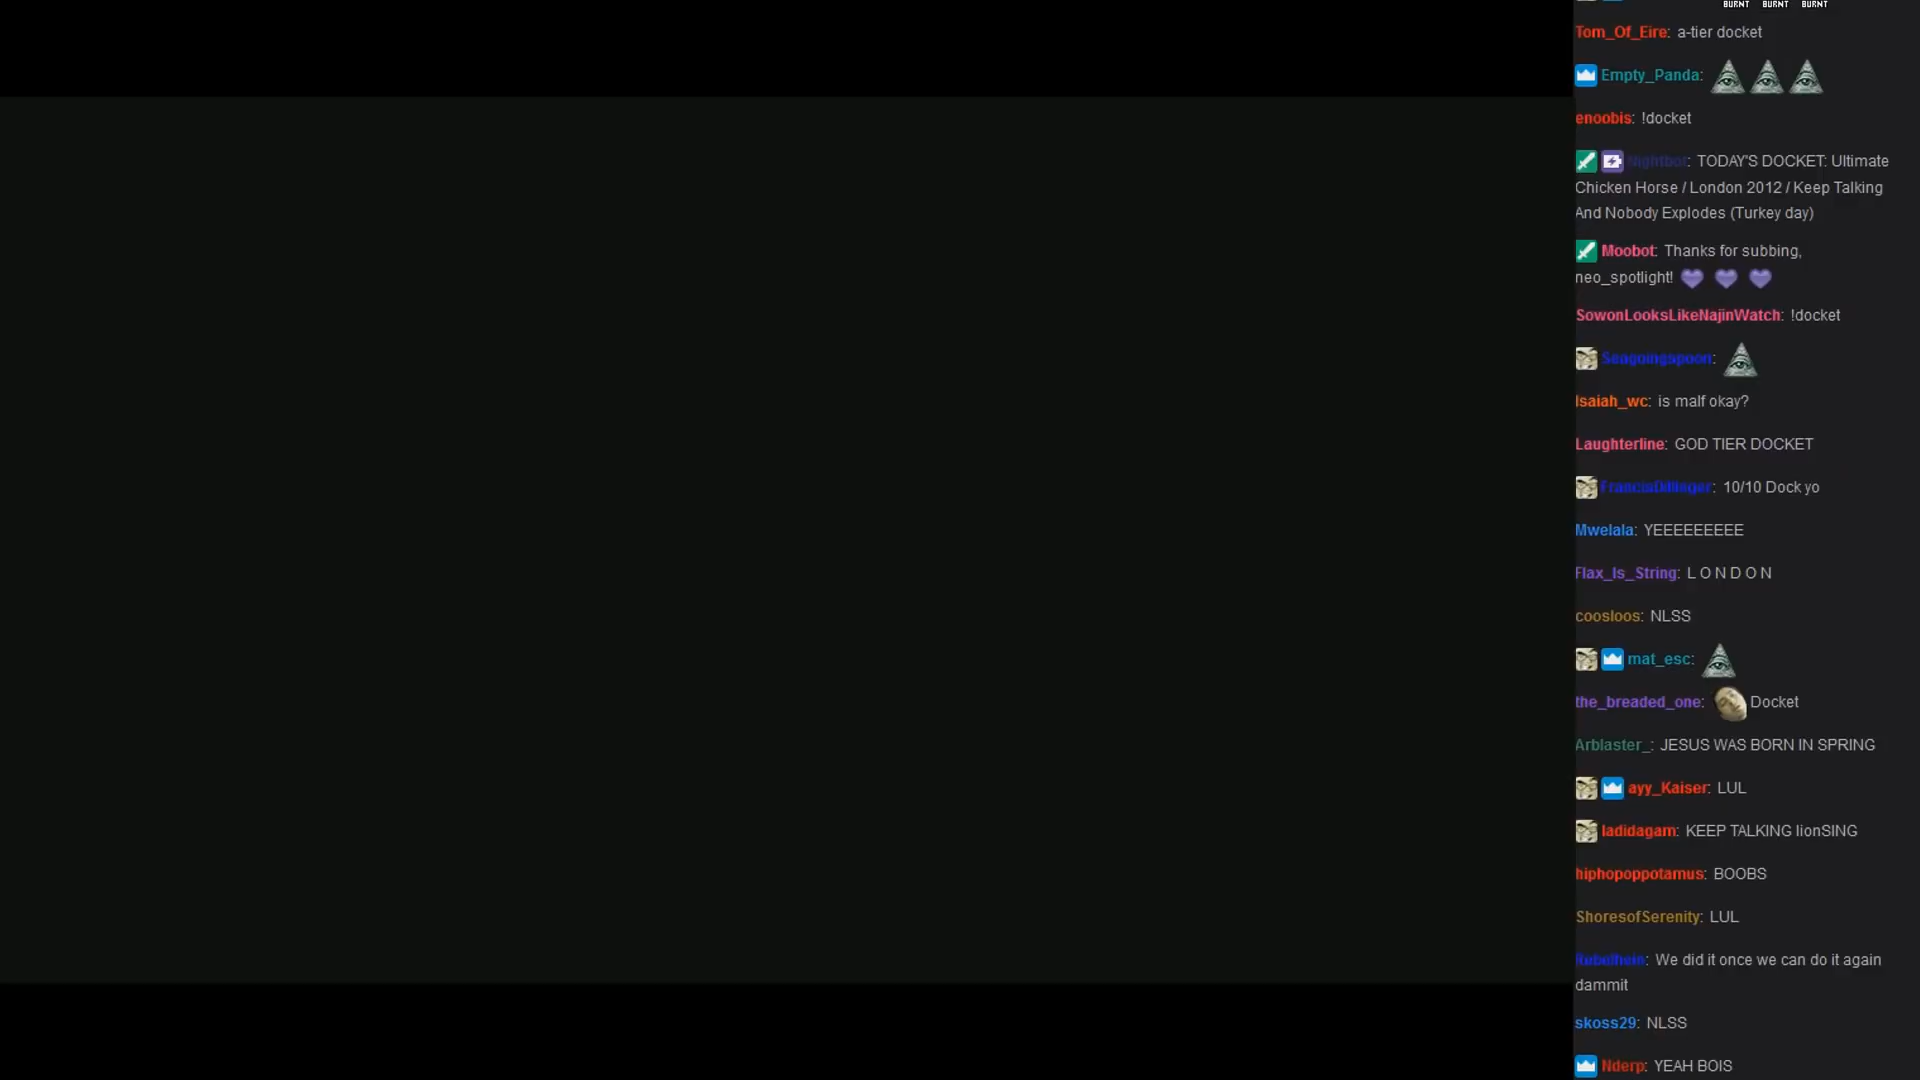 BURNT BURNT BURNT
Tom_Of_Eire: a-tier docket
Empty_Panda:
enoobis: !docket
Nightbot: TODAY'S DOCKET: Ultimate
Chicken Horse / London 2012 / Keep Talking
And Nobody Explodes (Turkey day)
Moobot: Thanks for subbing,
neo_spotlight!
SowonLooksLikeNajinWatch: !docket
Seagoingspoon:
Isaiah_wc: is malf okay?
Laughterline: GOD TIER DOCKET
FrancisDillinger: 10/10 Dock yo
Mwelala: YEEEEEEEEE
Flax_Is_String: L O N D O N
coosloos: NLSS
mat_esc:
the_breaded_one: Docket
Arblaster_: JESUS WAS BORN IN SPRING
ayy_Kaiser: LUL
ladidagam: KEEP TALKING lionSING
hiphopoppotamus: BOOBS
ShoresofSerenity: LUL
Rebelhein: We did it once we can do it again
dammit
skoss29: NLSS
Nderp: YEAH BOIS